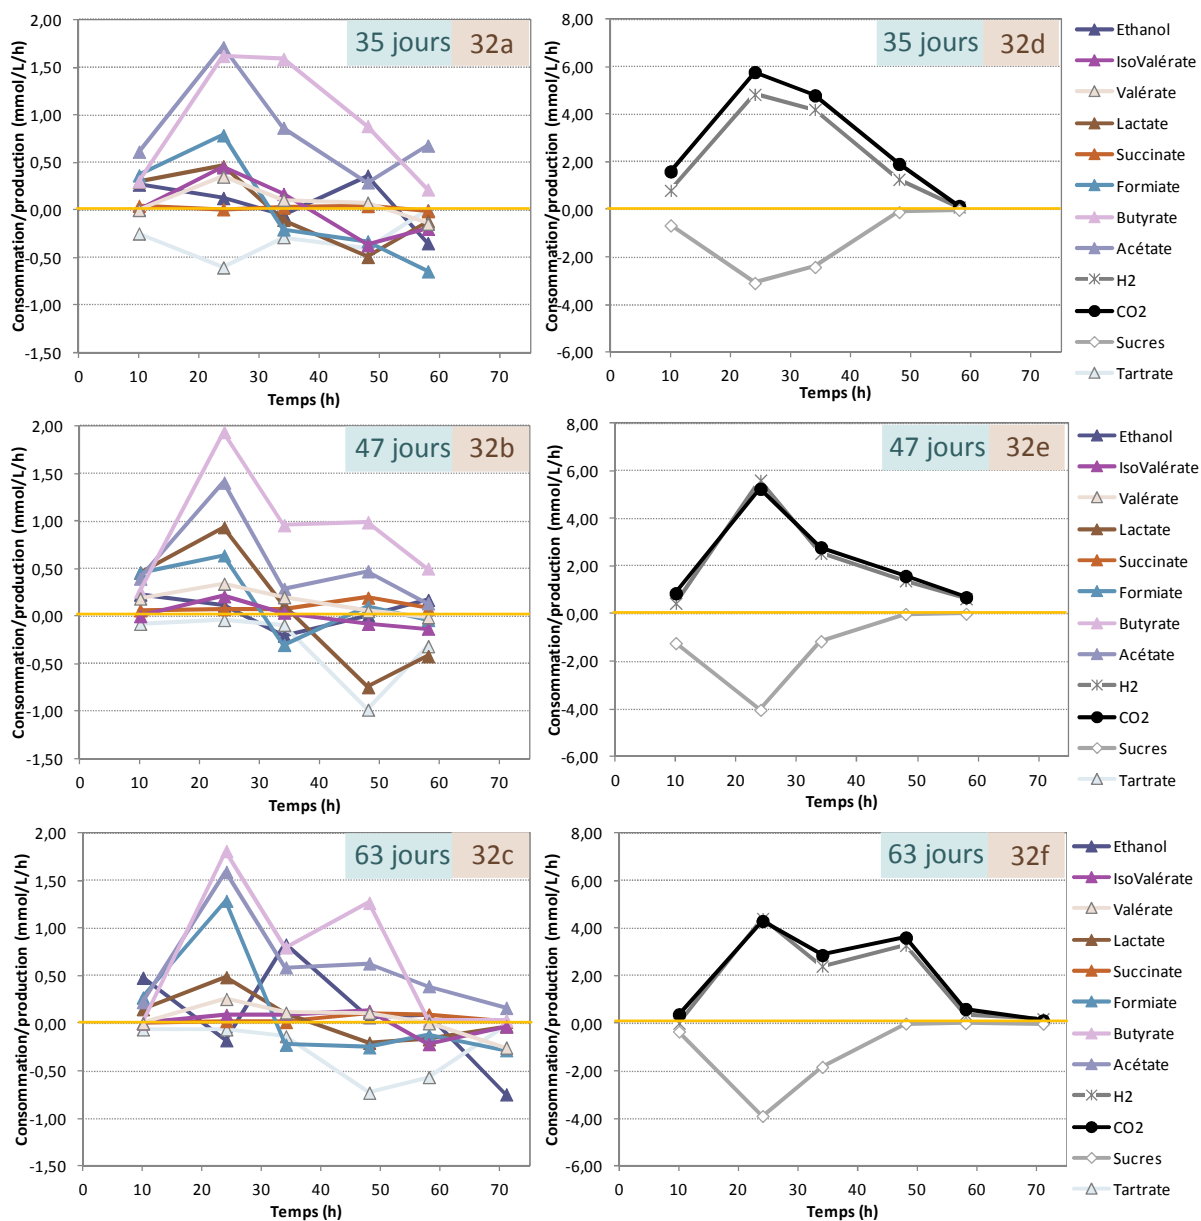 Consommation/production (mmol/L/h)
2,00
1,50
1,00
0,50
0,00
-0,50
-1,00
-1,50
35 jours 32a
0 10 20 30 40 50 60 70
Temps (h)
Consommation/production (mmol/L/h)
8,00
6,00
4,00
2,00
0,00
-2,00
-4,00
-6,00
35 jours 32d
0 10 20 30 40 50 60 70
Temps (h)
Ethanol
IsoValérate
Valérate
Lactate
Succinate
Formiate
Butyrate
Acétate
H2
CO2
Sucres
Tartrate
Consommation/production (mmol/L/h)
2,00
1,50
1,00
0,50
0,00
-0,50
-1,00
-1,50
47 jours 32b
0 10 20 30 40 50 60 70
Temps (h)
Consommation/production (mmol/L/h)
8,00
6,00
4,00
2,00
0,00
-2,00
-4,00
-6,00
47 jours 32e
0 10 20 30 40 50 60 70
Temps (h)
Ethanol
IsoValérate
Valérate
Lactate
Succinate
Formiate
Butyrate
Acétate
H2
CO2
Sucres
Tartrate
Consommation/production (mmol/L/h)
2,00
1,50
1,00
0,50
0,00
-0,50
-1,00
-1,50
63 jours 32c
0 10 20 30 40 50 60 70
Temps (h)
Consommation/production (mmol/L/h)
8,00
6,00
4,00
2,00
0,00
-2,00
-4,00
-6,00
63 jours 32f
0 10 20 30 40 50 60 70
Temps (h)
Ethanol
IsoValérate
Valérate
Lactate
Succinate
Formiate
Butyrate
Acétate
H2
CO2
Sucres
Tartrate